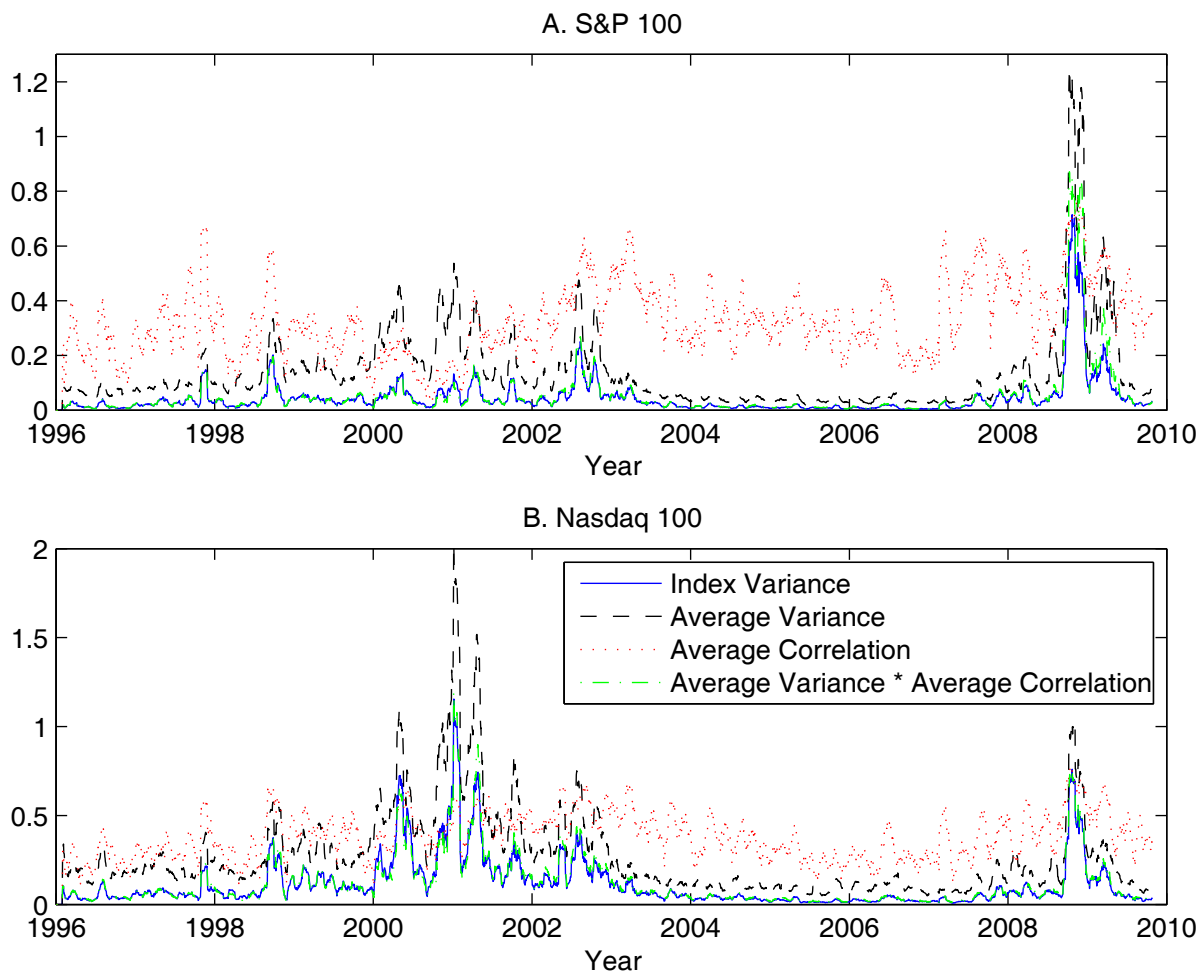 A. S&P 100
1.2
1
0.8
0.6
0.4
0.2
0
1996 1998 2000 2002 2004 2006 2008 2010
Year
B. Nasdaq 100
2
1.5
1
0.5
0
Index Variance
Average Variance
Average Correlation
Average Variance * Average Correlation
1996 1998 2000 2002 2004 2006 2008 2010
Year